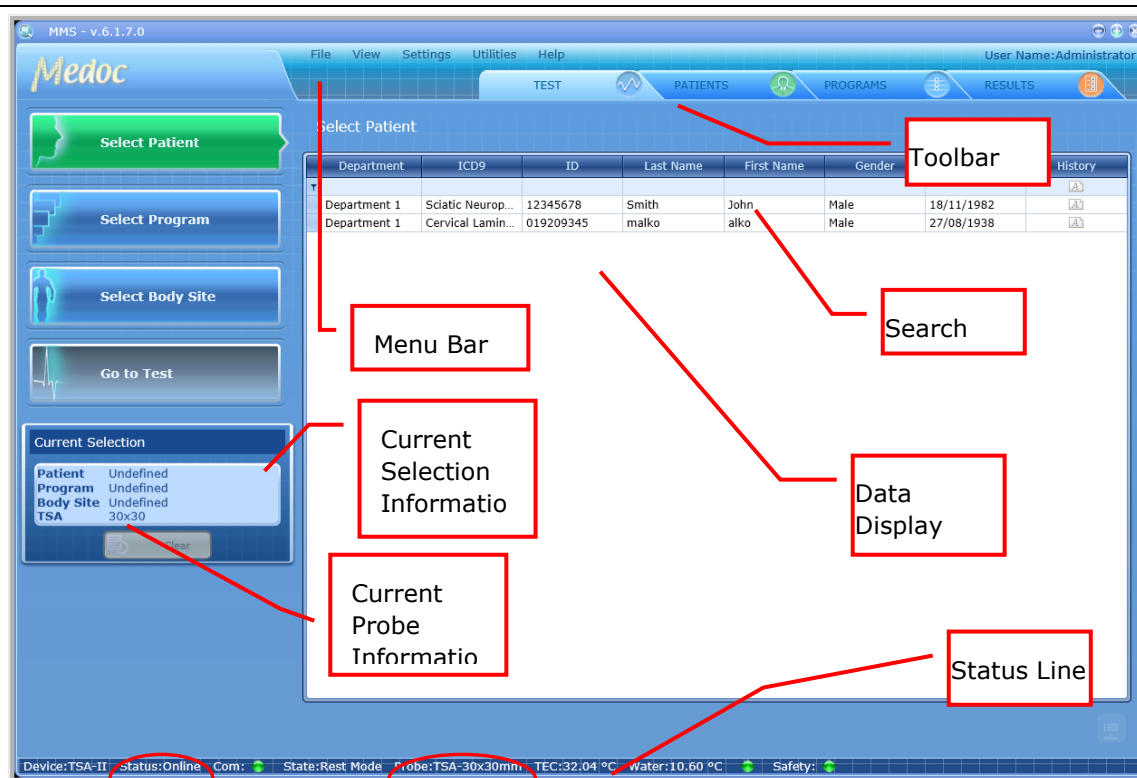 MMS - v.6.1.7.0
Medoc
File View Settings Utilities Help
User Name:Administrator
TEST PATIENTS PROGRAMS RESULTS
Select Patient
Select Program
Select Body Site
Go to Test
Select Patient
Department ICD9 ID Last Name First Name Gender History
Department 1 Sciatic Neurop... 12345678 Smith John Male 18/11/1982
Department 1 Cervical Lamin... 019209345 malko alko Male 27/08/1938
Toolbar
Search
Menu Bar
Current
Selection
Informatio
Data
Display
Curren
Probe
Informatio
Status Line
Current Selection
Patient Undefined
Program Undefined
Body Site Undefined
TSA 30x30
Clear
Device:TSA-II Status:Online Com: State:Rest Mode Probe:TSA-30x30mm TEC:32.04 °C Water:10.60 °C Safety: